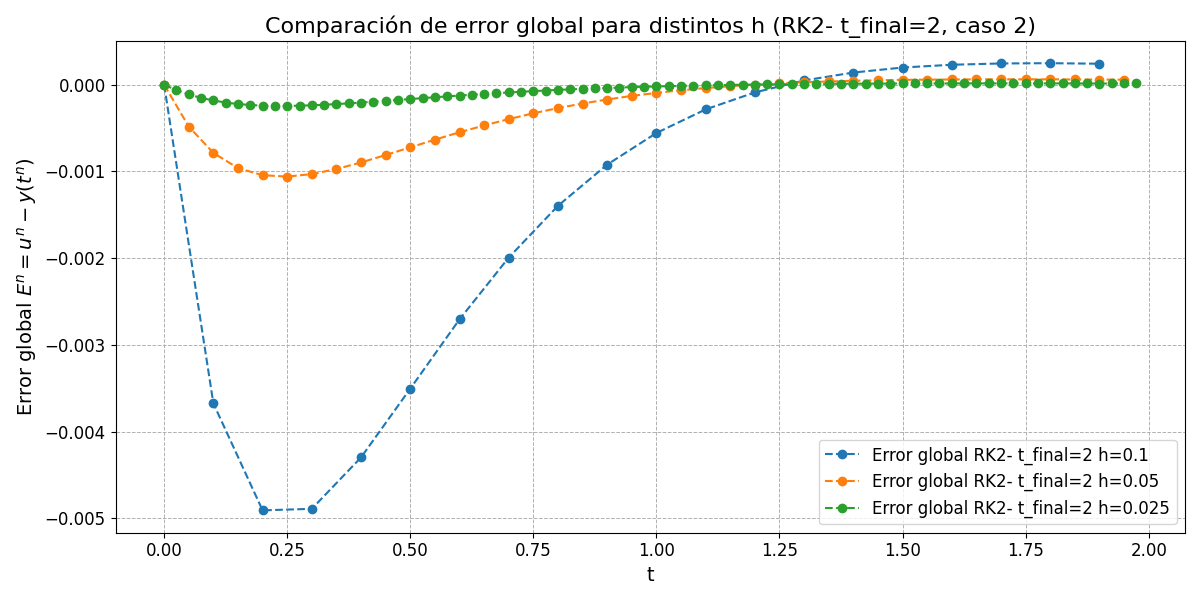 Comparación de error global para distintos h (RK2- t_final=2, caso 2)
Error global Eⁿ = uⁿ − y(tⁿ)
0.000
−0.001
−0.002
−0.003
−0.004
−0.005
Error global RK2- t_final=2 h=0.1
Error global RK2- t_final=2 h=0.05
Error global RK2- t_final=2 h=0.025
0.00 0.25 0.50 0.75 1.00 1.25 1.50 1.75 2.00
t